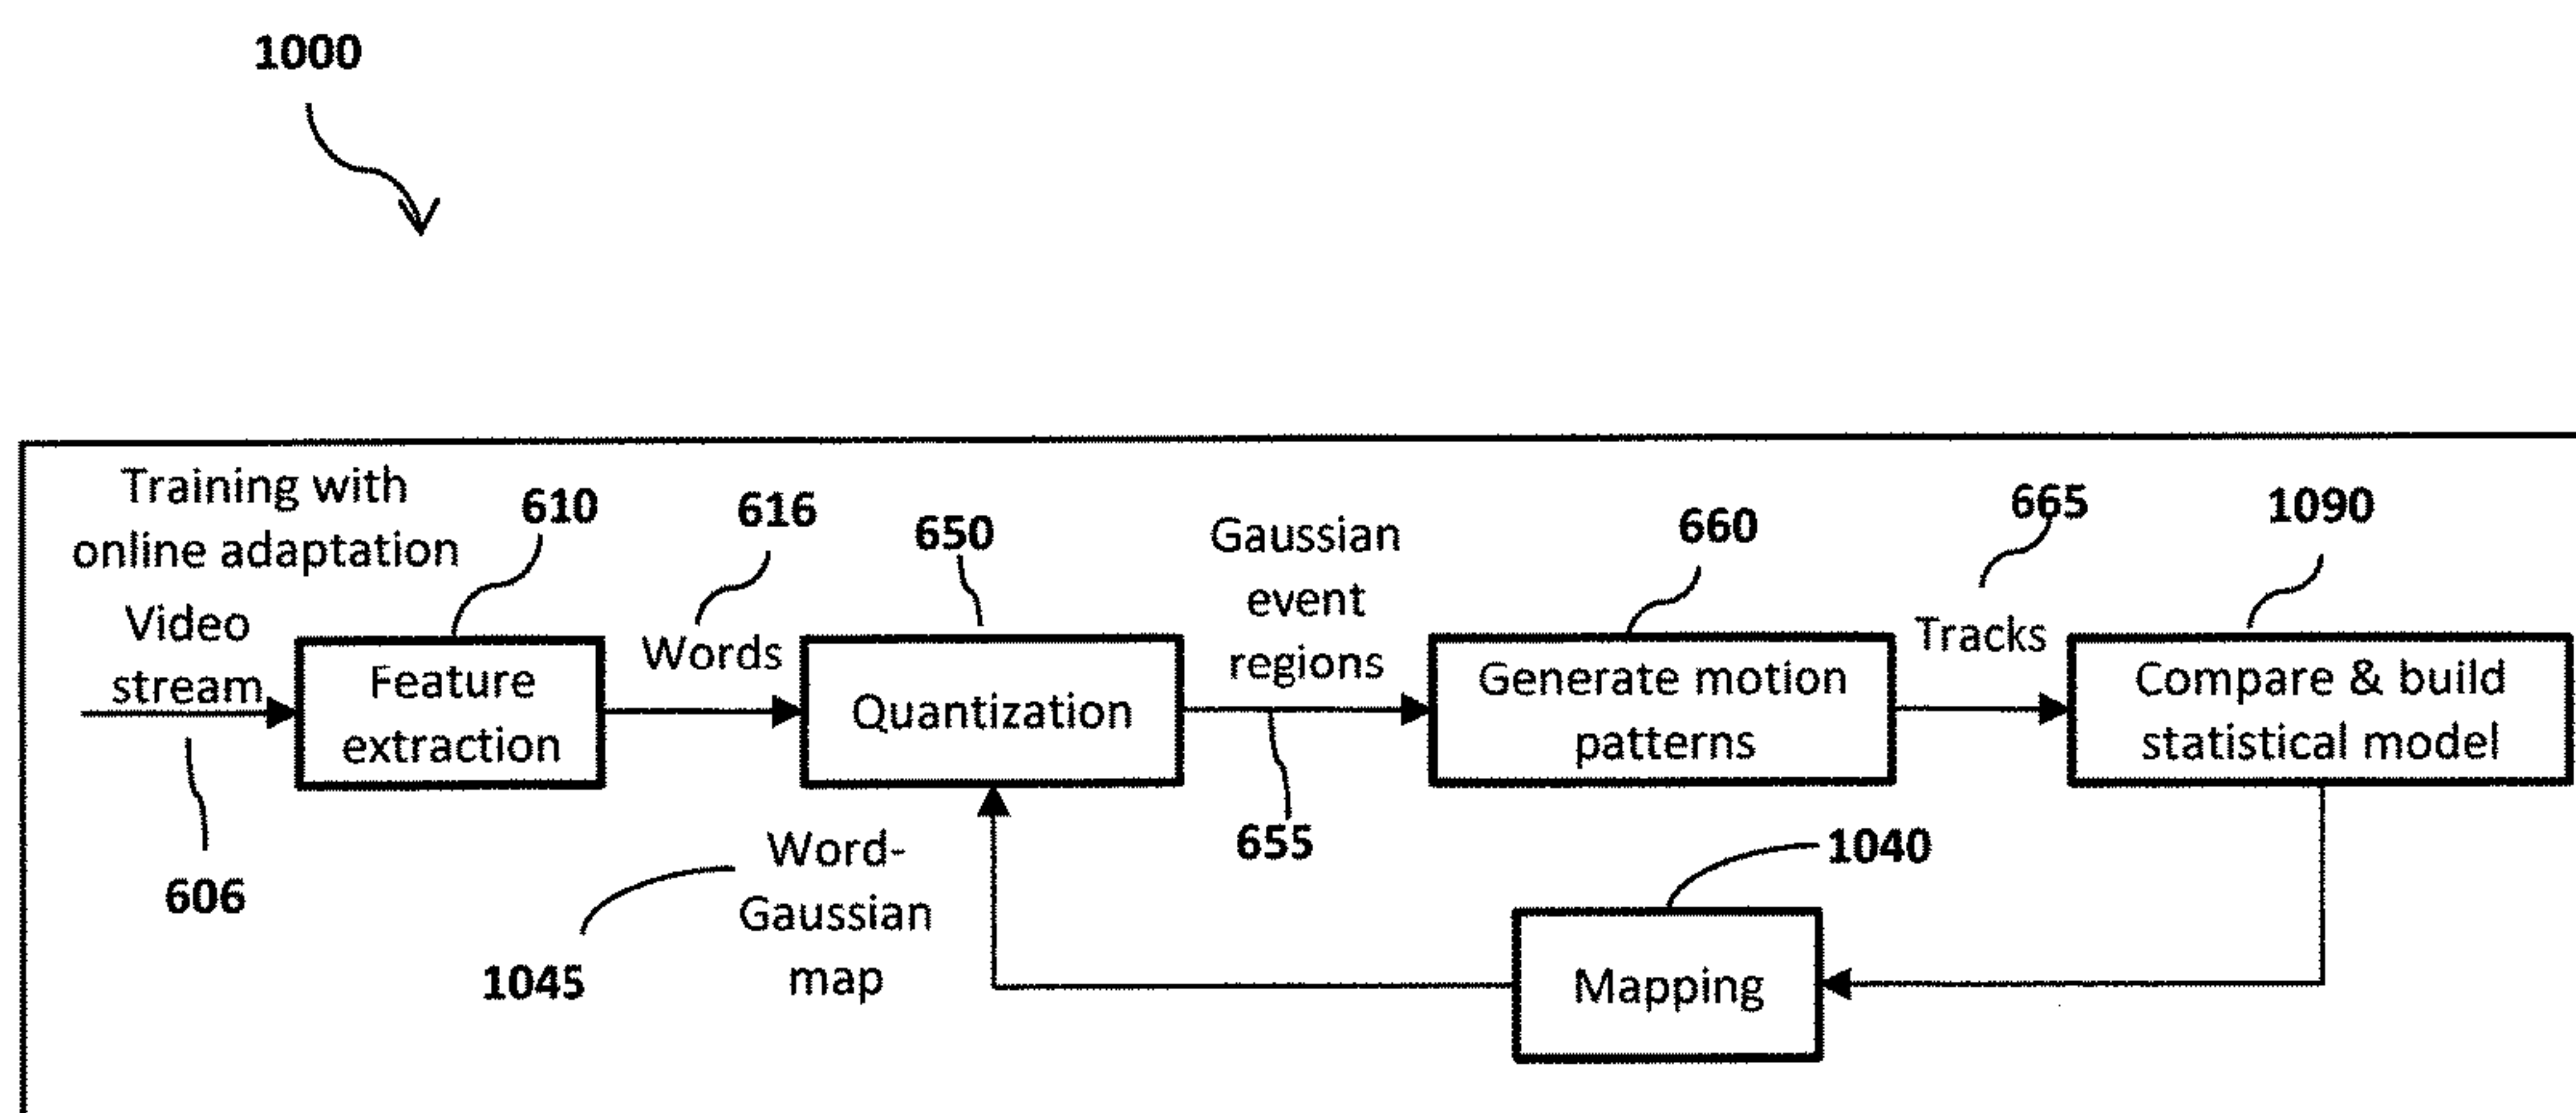 1000
Training with
online adaptation
610
616
650
Gaussian
event
regions
660
665
1090
Video
stream
Feature
extraction
Words
Quantization
Generate motion
patterns
Tracks
Compare & build
statistical model
606
Word-
Gaussian
map
1045
655
1040
Mapping